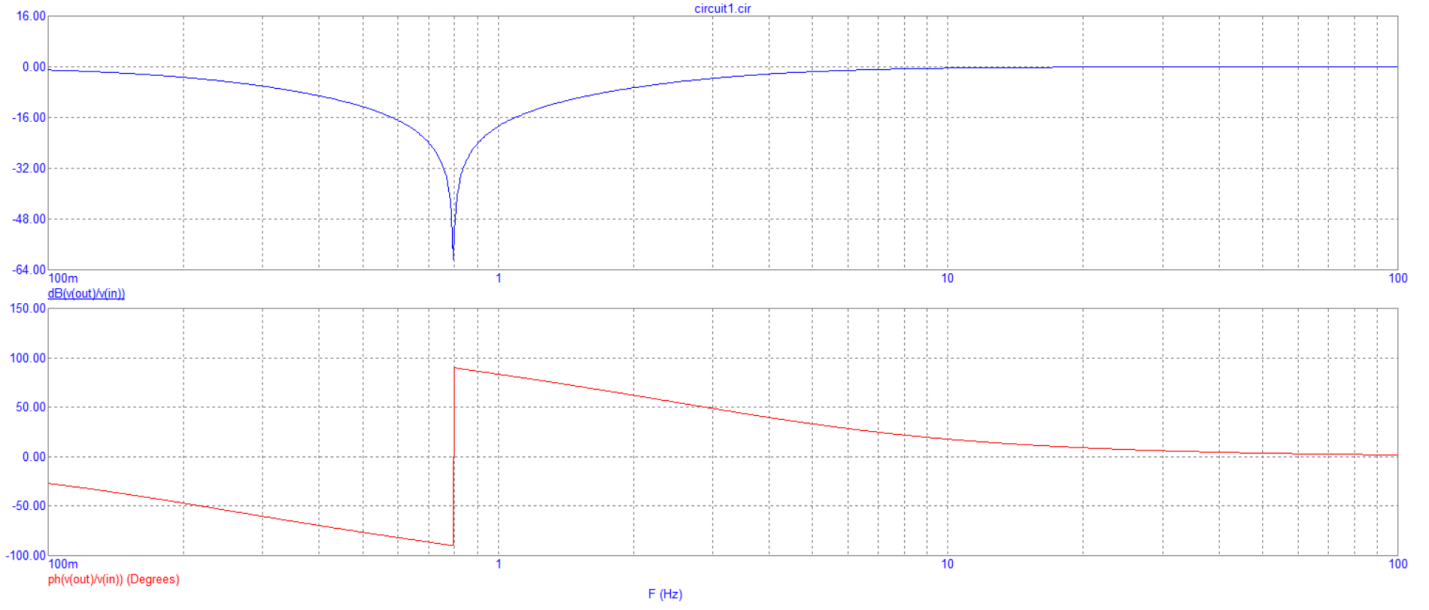 circuit1.cir
16.00
0.00
-16.00
-32.00
-48.00
-64.00
100m 1 10 100
dB(v(out)/v(in))
150.00
100.00
50.00
0.00
-50.00
-100.00
100m 1 10 100
ph(v(out)/v(in)) (Degrees)
F (Hz)